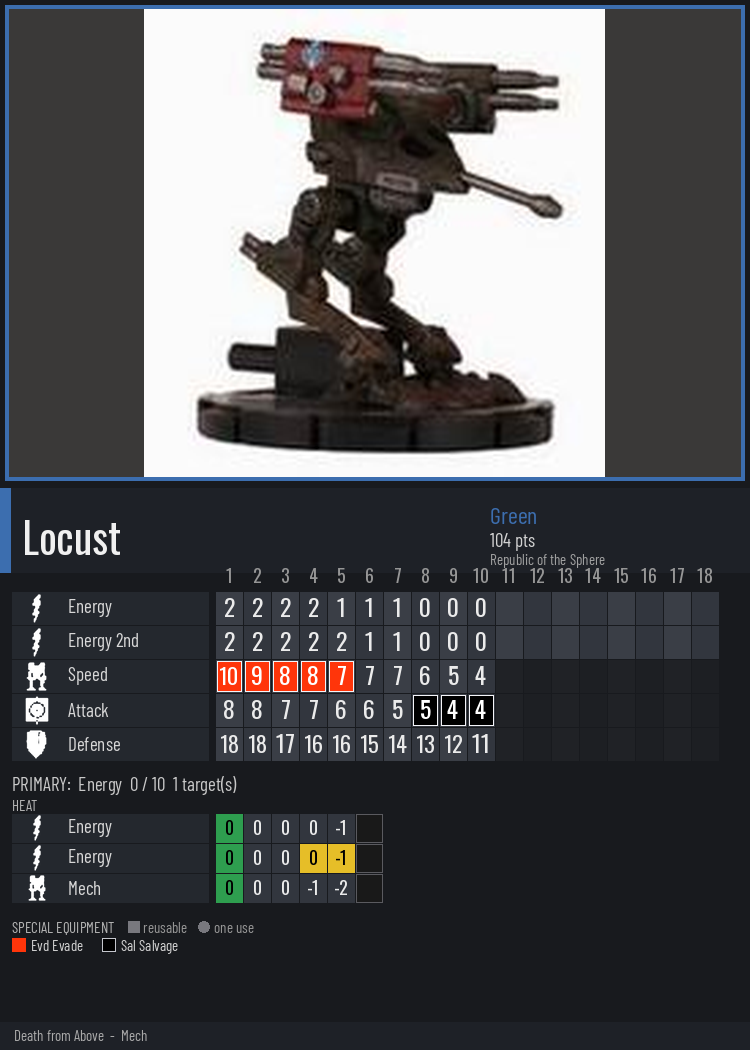 Locust
Green
104 pts
Republic of the Sphere
1 2 3 4 5 6 7 8 9 10 11 12 13 14 15 16 17 18
Energy 2 2 2 2 1 1 1 0 0 0
Energy 2nd 2 2 2 2 2 1 1 0 0 0
Speed 10 9 8 8 7 7 7 6 5 4
Attack 8 8 7 7 6 6 5 5 4 4
Defense 18 18 17 16 16 15 14 13 12 11
PRIMARY: Energy 0 / 10 1 target(s)
HEAT
Energy 0 0 0 0 -1
Energy 0 0 0 0 -1
Mech 0 0 0 -1 -2
SPECIAL EQUIPMENT reusable one use
Evd Evade Sal Salvage
Death from Above - Mech